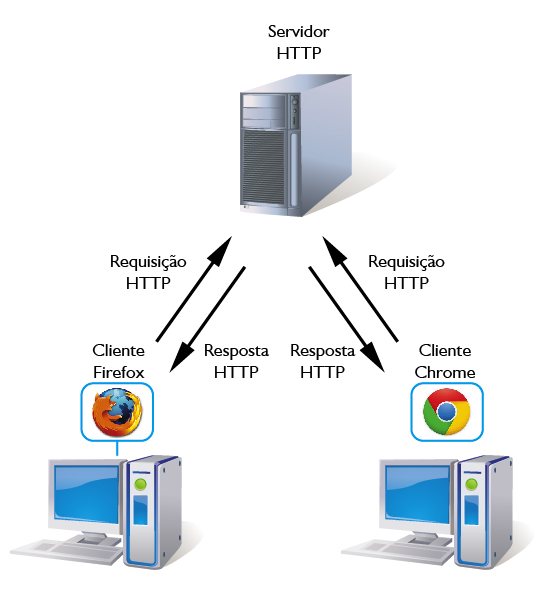 Servidor
HTTP
Requisição
HTTP
Requisição
HTTP
Cliente
Firefox
Resposta
HTTP
Resposta
HTTP
Cliente
Chrome